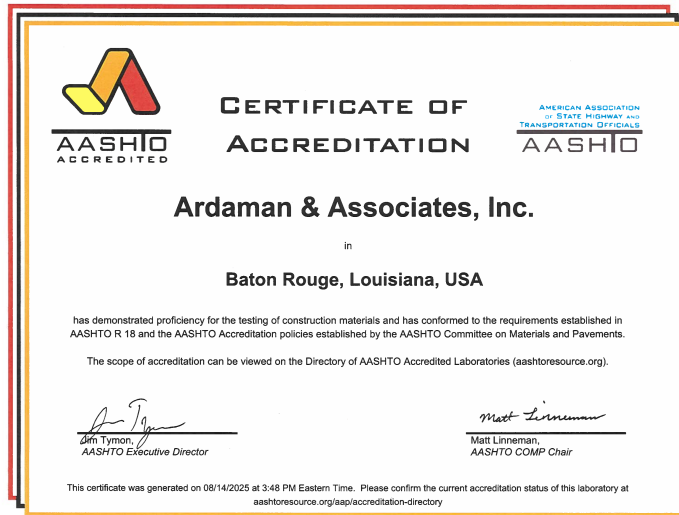 AASHTO
ACCREDITED
CERTIFICATE OF
ACCREDITATION
AMERICAN ASSOCIATION
OF STATE HIGHWAY AND
TRANSPORTATION OFFICIALS
AASHTO
Ardaman & Associates, Inc.
in
Baton Rouge, Louisiana, USA
has demonstrated proficiency for the testing of construction materials and has conformed to the requirements established in
AASHTO R 18 and the AASHTO Accreditation policies established by the AASHTO Committee on Materials and Pavements.
The scope of accreditation can be viewed on the Directory of AASHTO Accredited Laboratories (aashtoresource.org).
Jim Tymon
Matt Linneman
Jim Tymon,
AASHTO Executive Director
Matt Linneman,
AASHTO COMP Chair
This certificate was generated on 08/14/2025 at 3:48 PM Eastern Time. Please confirm the current accreditation status of this laboratory at
aashtoresource.org/aap/accreditation-directory